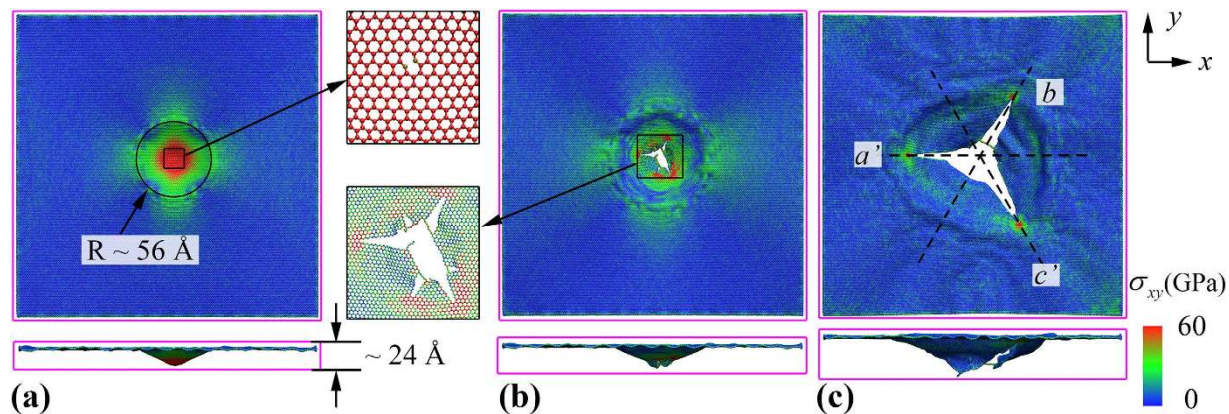 y
x
b
a'
R ~ 56 Å
c'
σxy(GPa)
60
~ 24 Å
0
(a)
(b)
(c)